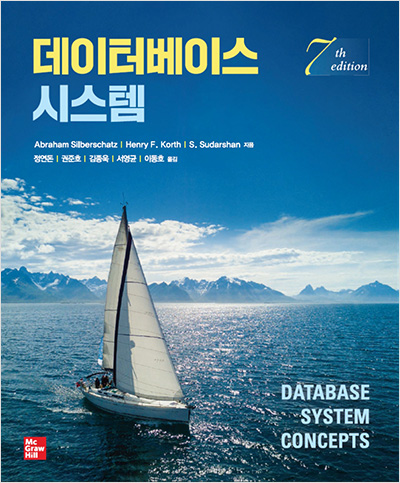 데이터베이스
시스템
7th
edition
Abraham Silberschatz | Henry F. Korth | S. Sudarshan 지음
정연돈 | 권준호 | 김종욱 | 서영균 | 이동호 옮김
DATABASE
SYSTEM
CONCEPTS
Mc
Graw
Hill